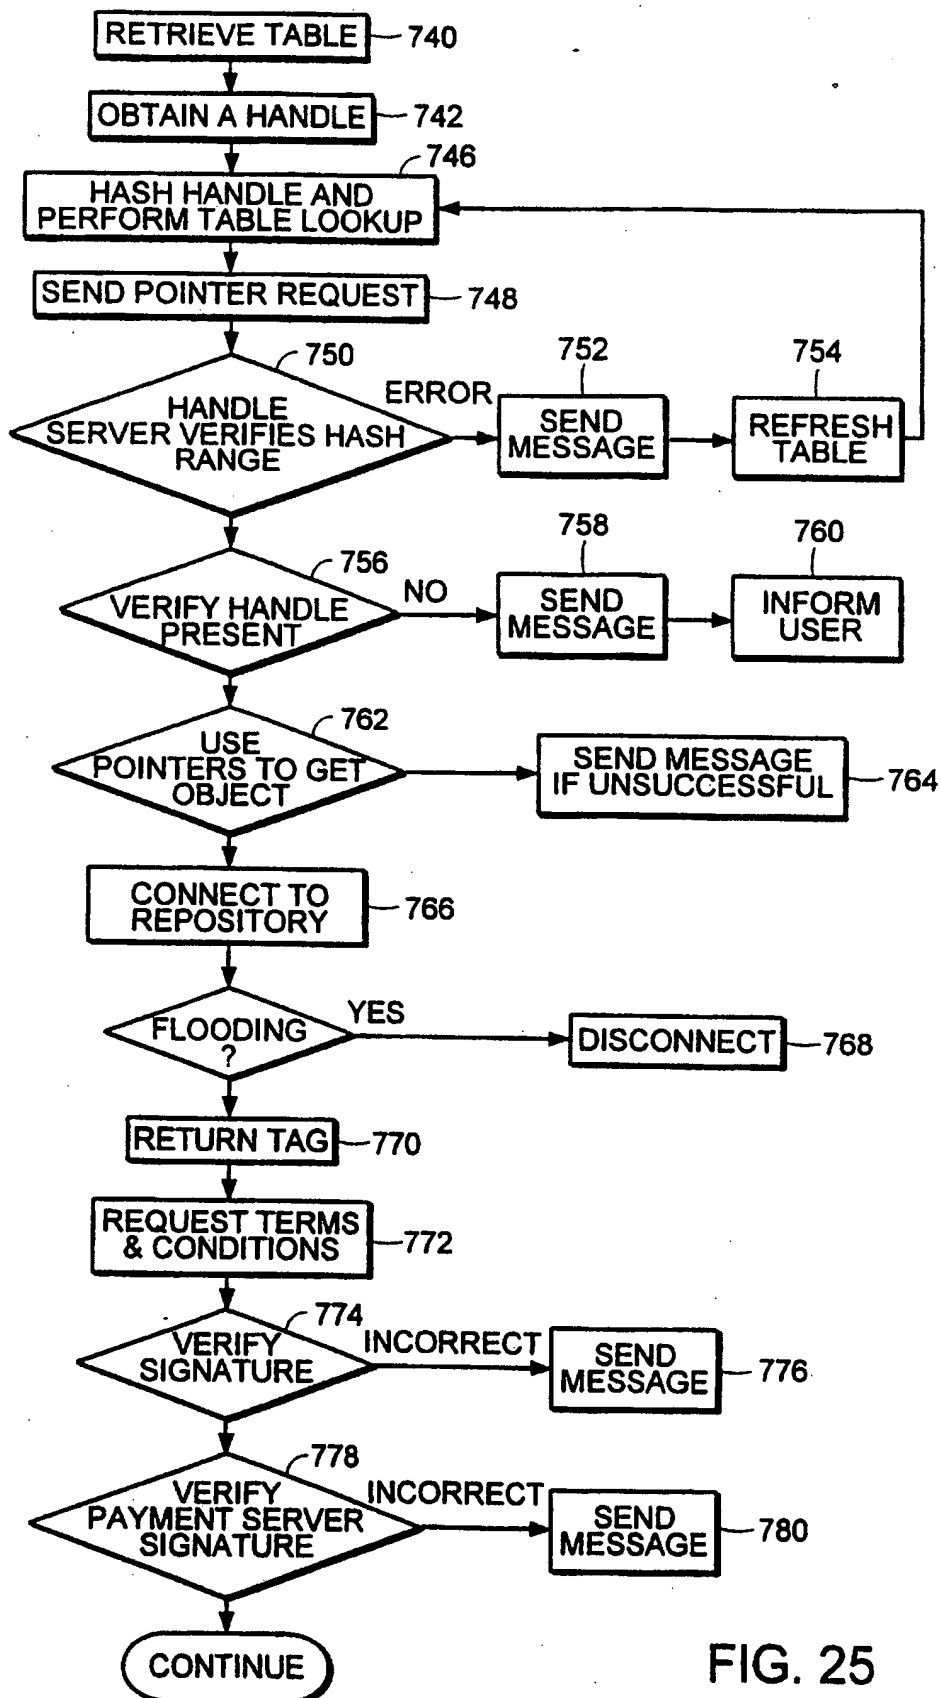 RETRIEVE TABLE 740
OBTAIN A HANDLE 742
746
HASH HANDLE AND
PERFORM TABLE LOOKUP
SEND POINTER REQUEST 748
750
HANDLE
SERVER VERIFIES HASH
RANGE
ERROR
752
SEND
MESSAGE
754
REFRESH
TABLE
756
VERIFY HANDLE
PRESENT
NO
758
SEND
MESSAGE
760
INFORM
USER
762
USE
POINTERS TO GET
OBJECT
SEND MESSAGE
IF UNSUCCESSFUL
764
CONNECT TO
REPOSITORY
766
FLOODING
?
YES
DISCONNECT 768
RETURN TAG 770
REQUEST TERMS
& CONDITIONS
772
774
VERIFY
SIGNATURE
INCORRECT
SEND
MESSAGE
776
778
VERIFY
PAYMENT SERVER
SIGNATURE
INCORRECT
SEND
MESSAGE
780
CONTINUE
FIG. 25